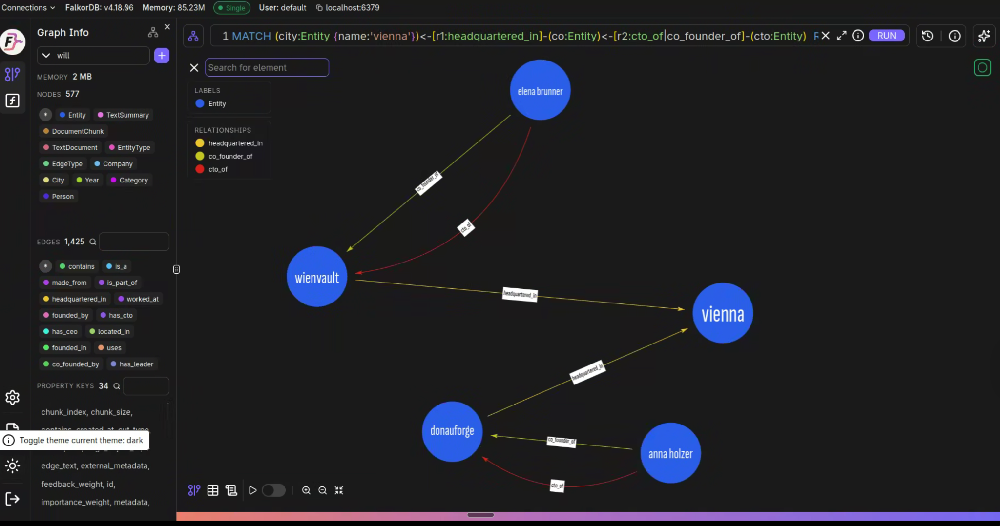 Connections FalkorDB: v4.18.06 Memory: 85.23M Single User: default localhost:6379
Graph Info
1 MATCH (city:Entity {name:'vienna'})<-[r1:headquartered_in]-(co:Entity)<-[r2:cto_of|co_founder_of]-(cto:Entity)
RUN
will
MEMORY 2 MB
NODES 577
* Entity TextSummary
DocumentChunk
TextDocument EntityType
EdgeType Company
City Year Category
Person
EDGES 1,425
* contains is_a
made_from is_part_of
headquartered_in worked_at
founded_by has_cto
has_ceo located_in
founded_in uses
co_founded_by has_leader
PROPERTY KEYS 34
chunk_index, chunk_size,
Toggle theme current theme: dark
edge_text, external_metadata,
feedback_weight, id,
importance_weight, metadata,
Search for element
LABELS
Entity
RELATIONSHIPS
headquartered_in
co_founder_of
cto_of
elena brunner
co_founder_of
cto_of
wienvault
headquartered_in
vienna
headquartered_in
donauforge
co_founder_of
anna holzer
cto_of